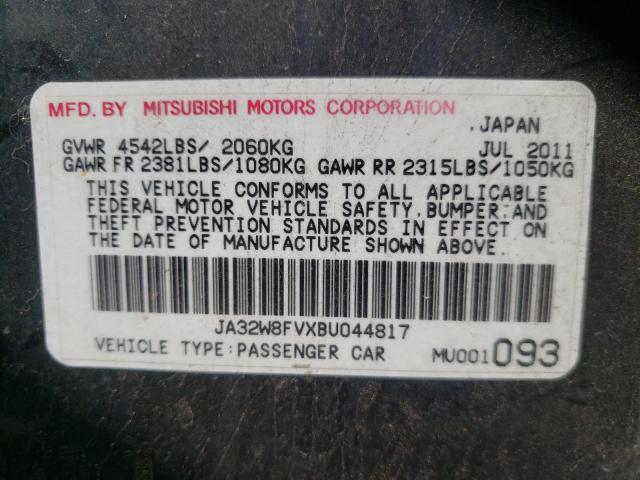 MFD. BY MITSUBISHI MOTORS CORPORATION
JAPAN
GVWR 4542LBS/ 2060KG JUL 2011
GAWR FR 2381LBS/1080KG GAWR RR 2315LBS/1050KG
THIS VEHICLE CONFORMS TO ALL APPLICABLE
FEDERAL MOTOR VEHICLE SAFETY, BUMPER, AND
THEFT PREVENTION STANDARDS IN EFFECT ON
THE DATE OF MANUFACTURE SHOWN ABOVE.
JA32W8FVXBU044817
VEHICLE TYPE: PASSENGER CAR MU001093